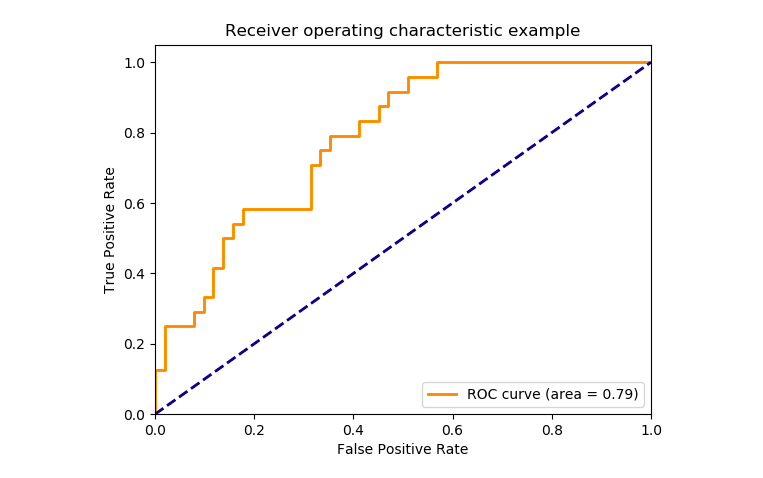 Receiver operating characteristic example
1.0
0.8
0.6
0.4
0.2
0.0
True Positive Rate
ROC curve (area = 0.79)
0.0 0.2 0.4 0.6 0.8 1.0
False Positive Rate